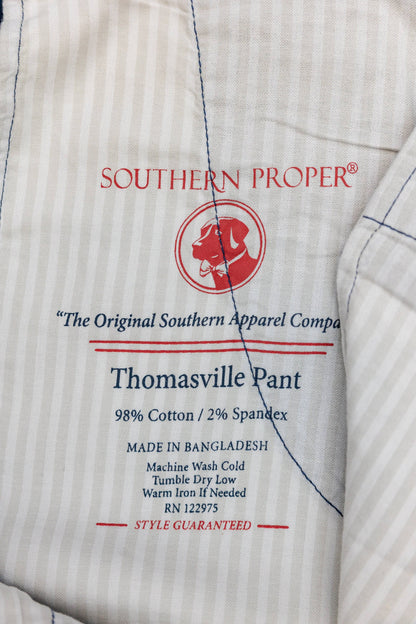 SOUTHERN PROPER®
"The Original Southern Apparel Compa
Thomasville Pant
98% Cotton / 2% Spandex
MADE IN BANGLADESH
Machine Wash Cold
Tumble Dry Low
Warm Iron If Needed
RN 122975
STYLE GUARANTEED